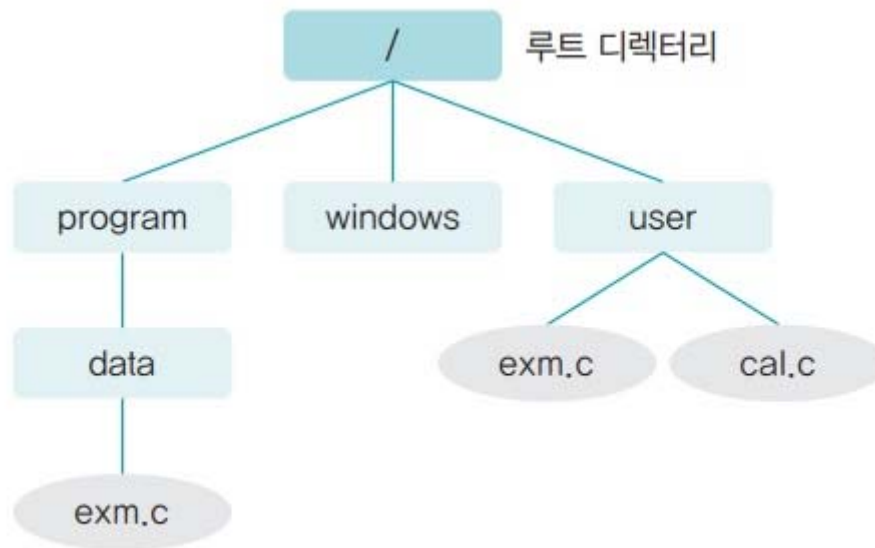 /
루트 디렉터리
program
windows
user
data
exm.c
cal.c
exm.c